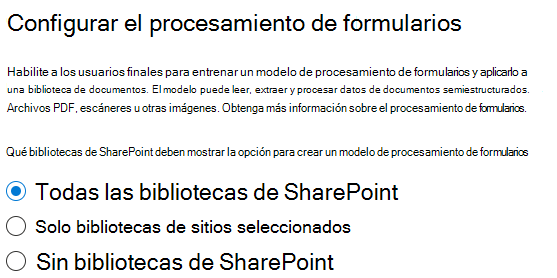 Configurar el procesamiento de formularios
Habilite a los usuarios finales para entrenar un modelo de procesamiento de formularios y aplicarlo a
una biblioteca de documentos. El modelo puede leer, extraer y procesar datos de documentos semiestructurados.
Archivos PDF, escáneres u otras imágenes. Obtenga más información sobre el procesamiento de formularios.
Qué bibliotecas de SharePoint deben mostrar la opción para crear un modelo de procesamiento de formularios
Todas las bibliotecas de SharePoint
Solo bibliotecas de sitios seleccionados
Sin bibliotecas de SharePoint